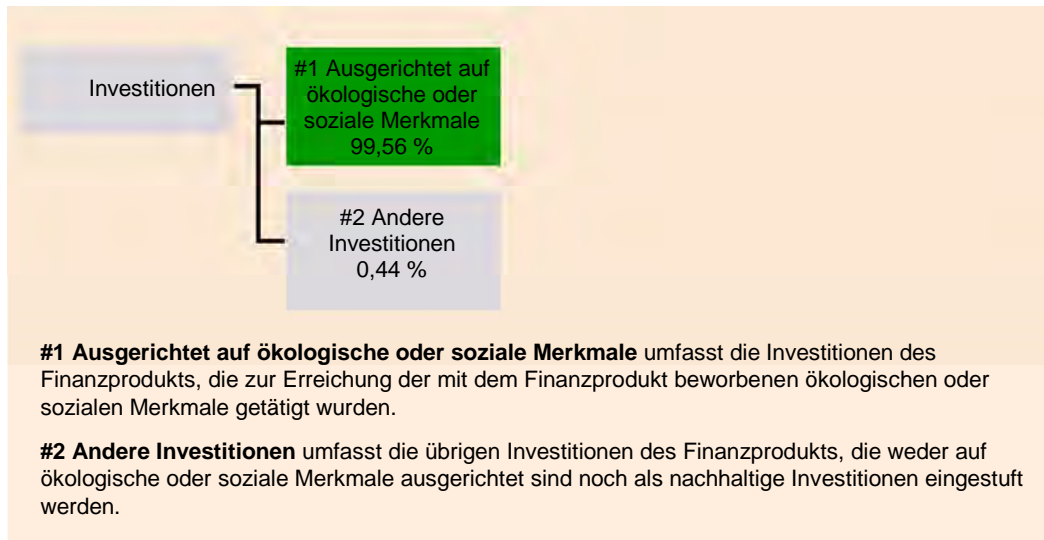 Investitionen
#1 Ausgerichtet auf
ökologische oder
soziale Merkmale
99,56 %
#2 Andere
Investitionen
0,44 %
#1 Ausgerichtet auf ökologische oder soziale Merkmale umfasst die Investitionen des
Finanzprodukts, die zur Erreichung der mit dem Finanzprodukt beworbenen ökologischen oder
sozialen Merkmale getätigt wurden.
#2 Andere Investitionen umfasst die übrigen Investitionen des Finanzprodukts, die weder auf
ökologische oder soziale Merkmale ausgerichtet sind noch als nachhaltige Investitionen eingestuft
werden.